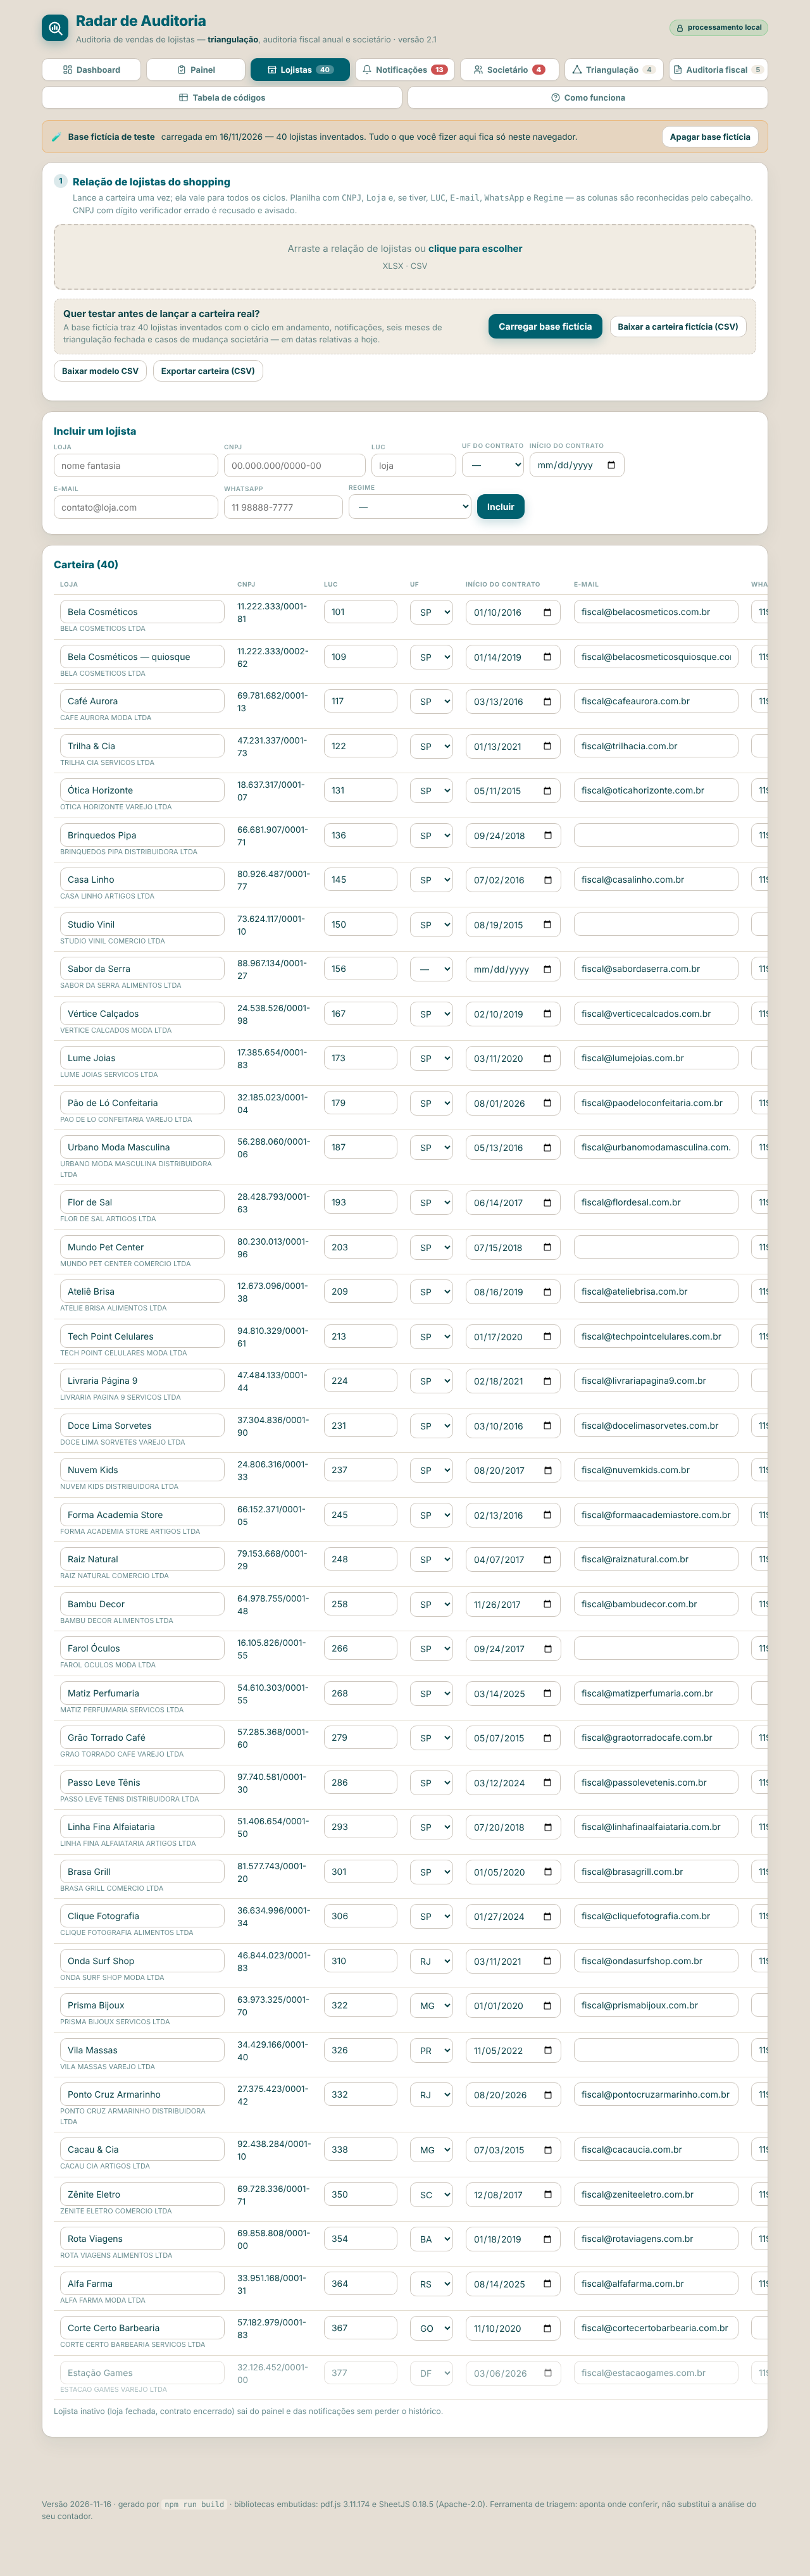 Radar de Auditoria
Auditoria de vendas de lojistas — triangulação, auditoria fiscal anual e societário · versão 2.1
processamento local
Dashboard
Painel
Lojistas 40
Notificações 13
Societário 4
Triangulação 4
Auditoria fiscal 5
Tabela de códigos
Como funciona
Base fictícia de teste carregada em 16/11/2026 — 40 lojistas inventados. Tudo o que você fizer aqui fica só neste navegador.
Apagar base fictícia
1 Relação de lojistas do shopping
Lance a carteira uma vez; ela vale para todos os ciclos. Planilha com CNPJ, Loja e, se tiver, LUC, E-mail, WhatsApp e Regime — as colunas são reconhecidas pelo cabeçalho.
CNPJ com dígito verificador errado é recusado e avisado.
Arraste a relação de lojistas ou clique para escolher
XLSX · CSV
Quer testar antes de lançar a carteira real?
A base fictícia traz 40 lojistas inventados com o ciclo em andamento, notificações, seis meses de
triangulação fechada e casos de mudança societária — em datas relativas a hoje.
Carregar base fictícia
Baixar a carteira fictícia (CSV)
Baixar modelo CSV
Exportar carteira (CSV)
Incluir um lojista
LOJA CNPJ LUC UF DO CONTRATO INÍCIO DO CONTRATO
nome fantasia 00.000.000/0000-00 loja — mm/dd/yyyy
E-MAIL WHATSAPP REGIME
contato@loja.com 11 98888-7777 — Incluir
Carteira (40)
LOJA CNPJ LUC UF INÍCIO DO CONTRATO E-MAIL WHA
Bela Cosméticos 11.222.333/0001- 101 SP 01/10/2016 fiscal@belacosmeticos.com.br 119
81
BELA COSMETICOS LTDA
Bela Cosméticos — quiosque 11.222.333/0002- 109 SP 01/14/2019 fiscal@belacosmeticosquiosque.co 119
62
BELA COSMETICOS LTDA
Café Aurora 69.781.682/0001- 117 SP 03/13/2016 fiscal@cafeaurora.com.br 119
13
CAFE AURORA MODA LTDA
Trilha & Cia 47.231.337/0001- 122 SP 01/13/2021 fiscal@trilhacia.com.br
73
TRILHA CIA SERVICOS LTDA
Ótica Horizonte 18.637.317/0001- 131 SP 05/11/2015 fiscal@oticahorizonte.com.br 119
07
OTICA HORIZONTE VAREJO LTDA
Brinquedos Pipa 66.681.907/0001- 136 SP 09/24/2018 119
71
BRINQUEDOS PIPA DISTRIBUIDORA LTDA
Casa Linho 80.926.487/0001- 145 SP 07/02/2016 fiscal@casalinho.com.br 119
77
CASA LINHO ARTIGOS LTDA
Studio Vinil 73.624.117/0001- 150 SP 08/19/2015
10
STUDIO VINIL COMERCIO LTDA
Sabor da Serra 88.967.134/0001- 156 — mm/dd/yyyy fiscal@sabordaserra.com.br 119
27
SABOR DA SERRA ALIMENTOS LTDA
Vértice Calçados 24.538.526/0001- 167 SP 02/10/2019 fiscal@verticecalcados.com.br 119
98
VERTICE CALCADOS MODA LTDA
Lume Joias 17.385.654/0001- 173 SP 03/11/2020 fiscal@lumejoias.com.br
83
LUME JOIAS SERVICOS LTDA
Pão de Ló Confeitaria 32.185.023/0001- 179 SP 08/01/2026 fiscal@paodeloconfeitaria.com.br 119
04
PAO DE LO CONFEITARIA VAREJO LTDA
Urbano Moda Masculina 56.288.060/0001- 187 SP 05/13/2016 fiscal@urbanomodamasculina.com. 119
06
URBANO MODA MASCULINA DISTRIBUIDORA
LTDA
Flor de Sal 28.428.793/0001- 193 SP 06/14/2017 fiscal@flordesal.com.br 119
63
FLOR DE SAL ARTIGOS LTDA
Mundo Pet Center 80.230.013/0001- 203 SP 07/15/2018 119
96
MUNDO PET CENTER COMERCIO LTDA
Ateliê Brisa 12.673.096/0001- 209 SP 08/16/2019 fiscal@ateliebrisa.com.br 119
38
ATELIE BRISA ALIMENTOS LTDA
Tech Point Celulares 94.810.329/0001- 213 SP 01/17/2020 fiscal@techpointcelulares.com.br 119
61
TECH POINT CELULARES MODA LTDA
Livraria Página 9 47.484.133/0001- 224 SP 02/18/2021 fiscal@livrariapagina9.com.br
44
LIVRARIA PAGINA 9 SERVICOS LTDA
Doce Lima Sorvetes 37.304.836/0001- 231 SP 03/10/2016 fiscal@docelimasorvetes.com.br 119
90
DOCE LIMA SORVETES VAREJO LTDA
Nuvem Kids 24.806.316/0001- 237 SP 08/20/2017 fiscal@nuvemkids.com.br 119
33
NUVEM KIDS DISTRIBUIDORA LTDA
Forma Academia Store 66.152.371/0001- 245 SP 02/13/2016 fiscal@formaacademiastore.com.br 119
05
FORMA ACADEMIA STORE ARTIGOS LTDA
Raiz Natural 79.153.668/0001- 248 SP 04/07/2017 fiscal@raiznatural.com.br 119
29
RAIZ NATURAL COMERCIO LTDA
Bambu Decor 64.978.755/0001- 258 SP 11/26/2017 fiscal@bambudecor.com.br 119
48
BAMBU DECOR ALIMENTOS LTDA
Farol Óculos 16.105.826/0001- 266 SP 09/24/2017 119
55
FAROL OCULOS MODA LTDA
Matiz Perfumaria 54.610.303/0001- 268 SP 03/14/2025 fiscal@matizperfumaria.com.br
55
MATIZ PERFUMARIA SERVICOS LTDA
Grão Torrado Café 57.285.368/0001- 279 SP 05/07/2015 fiscal@graotorradocafe.com.br 119
60
GRAO TORRADO CAFE VAREJO LTDA
Passo Leve Tênis 97.740.581/0001- 286 SP 03/12/2024 fiscal@passolevetenis.com.br 119
30
PASSO LEVE TENIS DISTRIBUIDORA LTDA
Linha Fina Alfaiataria 51.406.654/0001- 293 SP 07/20/2018 fiscal@linhafinaalfaiataria.com.br 119
50
LINHA FINA ALFAIATARIA ARTIGOS LTDA
Brasa Grill 81.577.743/0001- 301 SP 01/05/2020 fiscal@brasagrill.com.br 119
20
BRASA GRILL COMERCIO LTDA
Clique Fotografia 36.634.996/0001- 306 SP 01/27/2024 fiscal@cliquefotografia.com.br 119
34
CLIQUE FOTOGRAFIA ALIMENTOS LTDA
Onda Surf Shop 46.844.023/0001- 310 RJ 03/11/2021 fiscal@ondasurfshop.com.br 119
83
ONDA SURF SHOP MODA LTDA
Prisma Bijoux 63.973.325/0001- 322 MG 01/01/2020 fiscal@prismabijoux.com.br
70
PRISMA BIJOUX SERVICOS LTDA
Vila Massas 34.429.166/0001- 326 PR 11/05/2022 119
40
VILA MASSAS VAREJO LTDA
Ponto Cruz Armarinho 27.375.423/0001- 332 RJ 08/20/2026 fiscal@pontocruzarmarinho.com.br 119
42
PONTO CRUZ ARMARINHO DISTRIBUIDORA
LTDA
Cacau & Cia 92.438.284/0001- 338 MG 07/03/2015 fiscal@cacaucia.com.br 119
10
CACAU CIA ARTIGOS LTDA
Zênite Eletro 69.728.336/0001- 350 SC 12/08/2017 fiscal@zeniteeletro.com.br 119
71
ZENITE ELETRO COMERCIO LTDA
Rota Viagens 69.858.808/0001- 354 BA 01/18/2019 fiscal@rotaviagens.com.br 119
00
ROTA VIAGENS ALIMENTOS LTDA
Alfa Farma 33.951.168/0001- 364 RS 08/14/2025 fiscal@alfafarma.com.br 119
31
ALFA FARMA MODA LTDA
Corte Certo Barbearia 57.182.979/0001- 367 GO 11/10/2020 fiscal@cortecertobarbearia.com.br
83
CORTE CERTO BARBEARIA SERVICOS LTDA
Estação Games 32.126.452/0001- 377 DF 03/06/2026 fiscal@estacaogames.com.br 119
00
ESTACAO GAMES VAREJO LTDA
Lojista inativo (loja fechada, contrato encerrado) sai do painel e das notificações sem perder o histórico.
Versão 2026-11-16 · gerado por npm run build · bibliotecas embutidas: pdf.js 3.11.174 e SheetJS 0.18.5 (Apache-2.0). Ferramenta de triagem: aponta onde conferir, não substitui a análise do
seu contador.